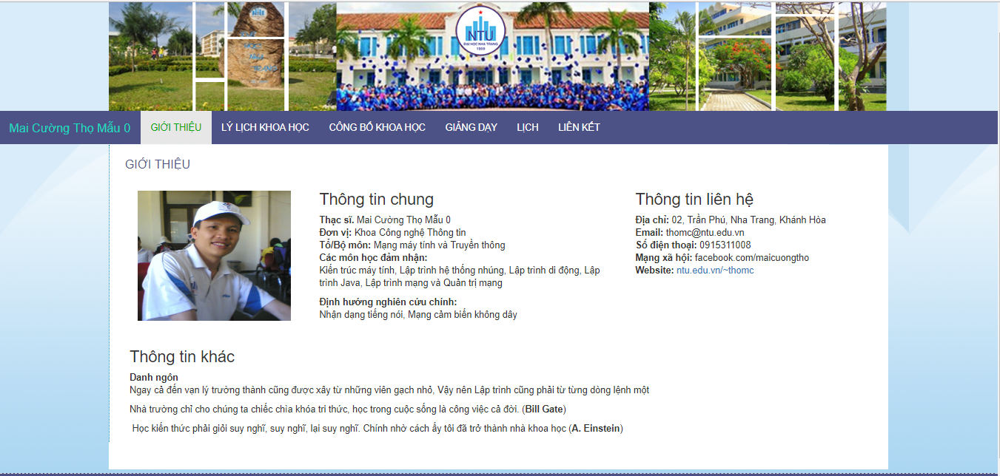 NTU
NTU
ĐẠI HỌC NHA TRANG
1959
Mai Cường Thọ Mẫu 0
GIỚI THIỆU
LÝ LỊCH KHOA HỌC
CÔNG BỐ KHOA HỌC
GIẢNG DẠY
LỊCH
LIÊN KẾT
GIỚI THIỆU
Thông tin chung
Thạc sĩ. Mai Cường Thọ Mẫu 0
Đơn vị: Khoa Công nghệ Thông tin
Tổ/Bộ môn: Mạng máy tính và Truyền thông
Các môn học đảm nhận:
Kiến trúc máy tính, Lập trình hệ thống nhúng, Lập trình di động, Lập
trình Java, Lập trình mạng và Quản trị mạng
Định hướng nghiên cứu chính:
Nhận dạng tiếng nói, Mạng cảm biến không dây
Thông tin liên hệ
Địa chỉ: 02, Trần Phú, Nha Trang, Khánh Hòa
Email: thomc@ntu.edu.vn
Số điện thoại: 0915311008
Mạng xã hội: facebook.com/maicuongtho
Website: ntu.edu.vn/~thomc
Thông tin khác
Danh ngôn
Ngay cả đến vạn lý trường thành cũng được xây từ những viên gạch nhỏ, Vậy nên Lập trình cũng phải từ từng dòng lệnh một
Nhà trường chỉ cho chúng ta chiếc chìa khóa tri thức, học trong cuộc sống là công việc cả đời. (Bill Gate)
Học kiến thức phải giỏi suy nghĩ, suy nghĩ, lại suy nghĩ. Chính nhờ cách ấy tôi đã trở thành nhà khoa học (A. Einstein)